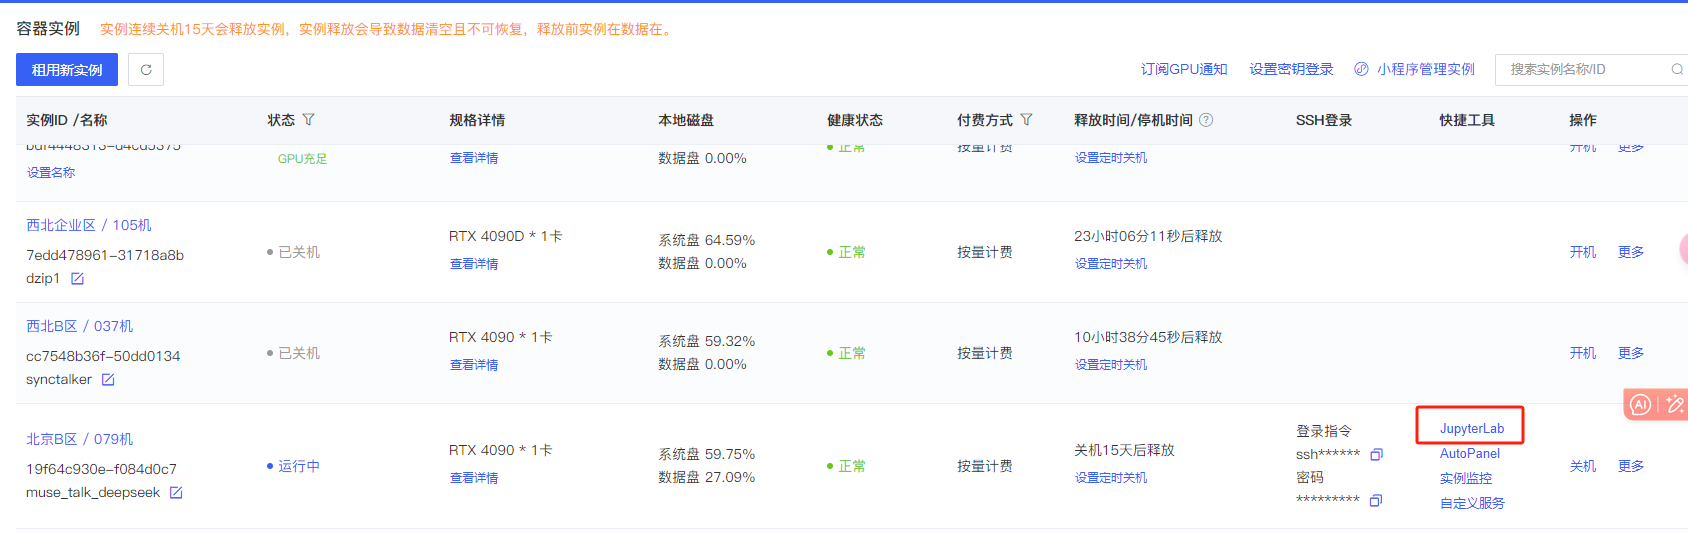 容器实例 实例连续关机15天会释放实例，实例释放会导致数据清空且不可恢复，释放前实例在数据在。
租用新实例 订阅GPU通知 设置密钥登录 小程序管理实例 搜索实例名称/ID
实例ID /名称 状态 规格详情 本地磁盘 健康状态 付费方式 释放时间/停机时间 SSH登录 快捷工具 操作
bdf4448313-d4cd5375 正常 按量计费 开机 更多
GPU充足 查看详情 数据盘 0.00% 设置定时关机
设置名称
西北企业区 / 105机
RTX 4090D * 1卡 系统盘 64.59% 23小时06分11秒后释放
7edd478961-31718a8b 已关机 正常 按量计费 开机 更多
查看详情 数据盘 0.00% 设置定时关机
dzip1
西北B区 / 037机
RTX 4090 * 1卡 系统盘 59.32% 10小时38分45秒后释放
cc7548b36f-50dd0134 已关机 正常 按量计费 开机 更多
查看详情 数据盘 0.00% 设置定时关机
synctalker
AI
登录指令 JupyterLab
北京B区 / 079机
RTX 4090 * 1卡 系统盘 59.75% 关机15天后释放 ssh****** AutoPanel
19f64c930e-f084d0c7 运行中 正常 按量计费 关机 更多
查看详情 数据盘 27.09% 设置定时关机 密码 实例监控
muse_talk_deepseek ********* 自定义服务